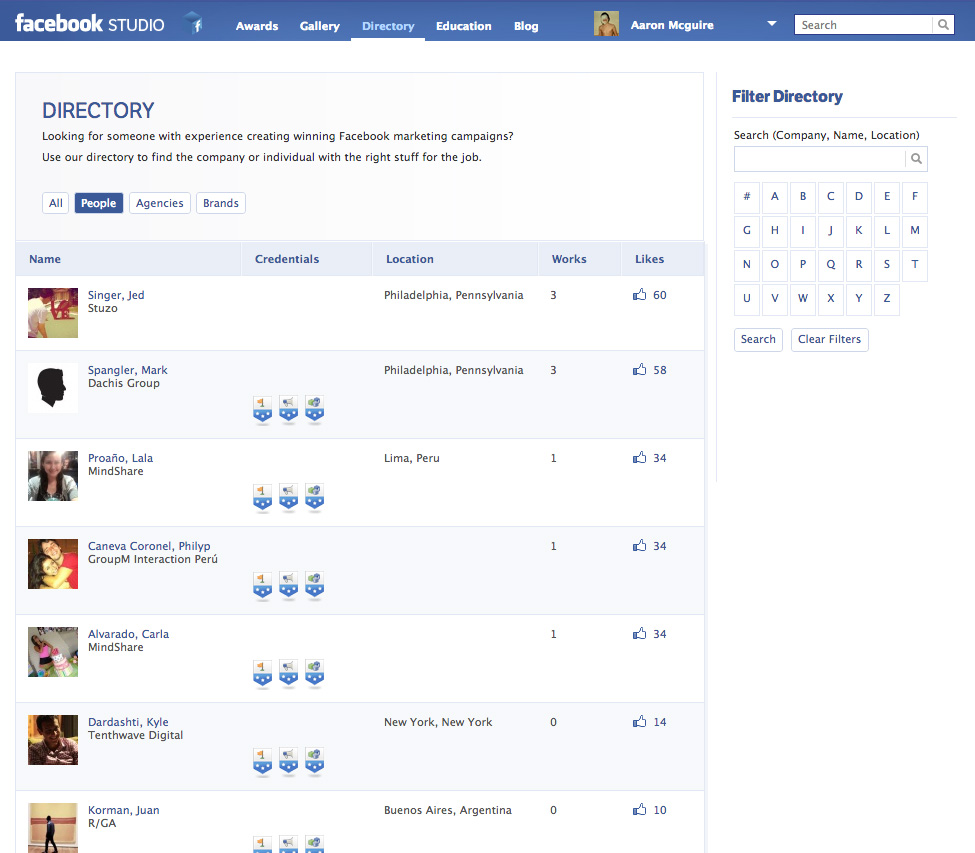 facebook STUDIO Awards Gallery Directory Education Blog Aaron Mcguire Search
DIRECTORY
Looking for someone with experience creating winning Facebook marketing campaigns?
Use our directory to find the company or individual with the right stuff for the job.
All People Agencies Brands
Name Credentials Location Works Likes
Singer, Jed Philadelphia, Pennsylvania 3 60
Stuzo
Spangler, Mark Philadelphia, Pennsylvania 3 58
Dachis Group
Proaño, Lala Lima, Peru 1 34
MindShare
Caneva Coronel, Philyp 1 34
GroupM Interaction Perú
Alvarado, Carla 1 34
MindShare
Dardashti, Kyle New York, New York 0 14
Tenthwave Digital
Korman, Juan Buenos Aires, Argentina 0 10
R/GA
Filter Directory
Search (Company, Name, Location)
# A B C D E F
G H I J K L M
N O P Q R S T
U V W X Y Z
Search Clear Filters